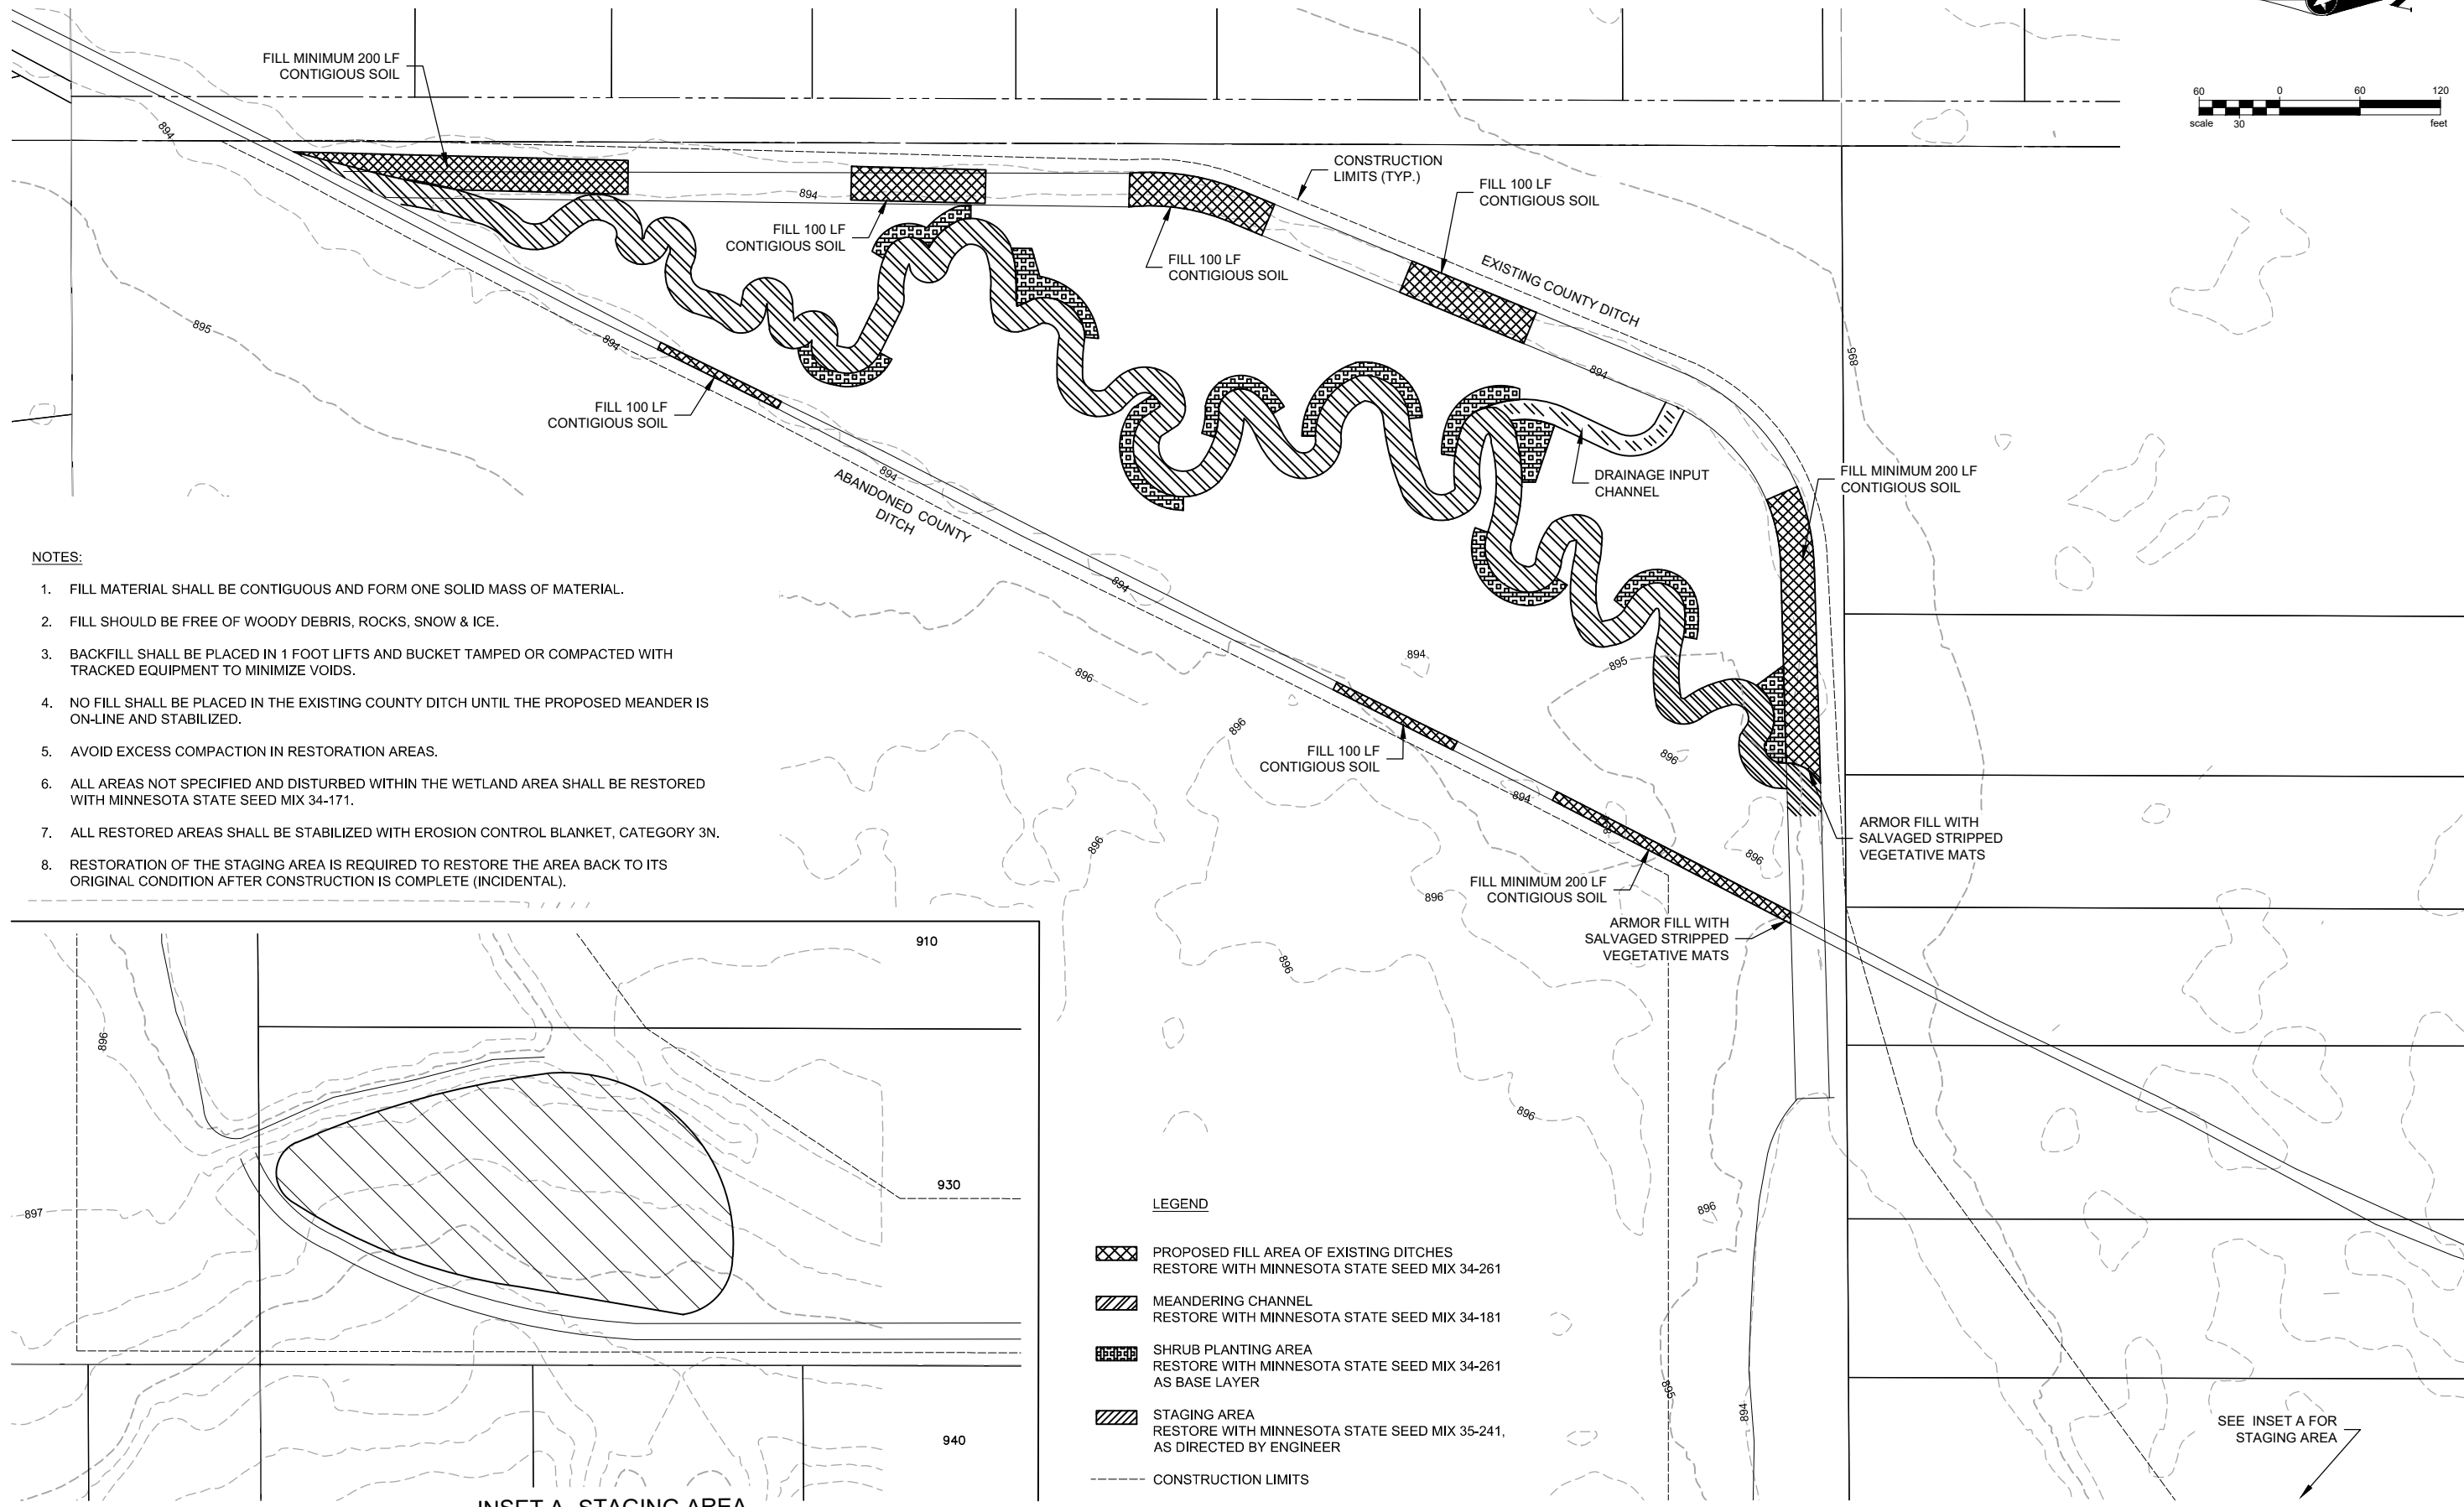 FILL MINIMUM 200 LF
CONTIGIOUS SOIL
60 0 60 120
scale 30 feet
894
CONSTRUCTION
LIMITS (TYP.)
FILL 100 LF
CONTIGIOUS SOIL
894
FILL 100 LF
CONTIGIOUS SOIL
FILL 100 LF
CONTIGIOUS SOIL
EXISTING COUNTY DITCH
895
894
895
894
FILL 100 LF
CONTIGIOUS SOIL
894
ABANDONED COUNTY
DITCH
DRAINAGE INPUT
CHANNEL
FILL MINIMUM 200 LF
CONTIGIOUS SOIL
NOTES:
1. FILL MATERIAL SHALL BE CONTIGUOUS AND FORM ONE SOLID MASS OF MATERIAL.
2. FILL SHOULD BE FREE OF WOODY DEBRIS, ROCKS, SNOW & ICE.
3. BACKFILL SHALL BE PLACED IN 1 FOOT LIFTS AND BUCKET TAMPED OR COMPACTED WITH
TRACKED EQUIPMENT TO MINIMIZE VOIDS.
4. NO FILL SHALL BE PLACED IN THE EXISTING COUNTY DITCH UNTIL THE PROPOSED MEANDER IS
ON-LINE AND STABILIZED.
5. AVOID EXCESS COMPACTION IN RESTORATION AREAS.
6. ALL AREAS NOT SPECIFIED AND DISTURBED WITHIN THE WETLAND AREA SHALL BE RESTORED
WITH MINNESOTA STATE SEED MIX 34-171.
7. ALL RESTORED AREAS SHALL BE STABILIZED WITH EROSION CONTROL BLANKET, CATEGORY 3N.
8. RESTORATION OF THE STAGING AREA IS REQUIRED TO RESTORE THE AREA BACK TO ITS
ORIGINAL CONDITION AFTER CONSTRUCTION IS COMPLETE (INCIDENTAL).
894
896
894
895
896
896
FILL 100 LF
CONTIGIOUS SOIL
894
896
896
ARMOR FILL WITH
SALVAGED STRIPPED
VEGETATIVE MATS
FILL MINIMUM 200 LF
CONTIGIOUS SOIL
896
ARMOR FILL WITH
SALVAGED STRIPPED
VEGETATIVE MATS
896
896
896
895
894
910
896
930
897
940
INSET A STAGING AREA
LEGEND
PROPOSED FILL AREA OF EXISTING DITCHES
RESTORE WITH MINNESOTA STATE SEED MIX 34-261
MEANDERING CHANNEL
RESTORE WITH MINNESOTA STATE SEED MIX 34-181
SHRUB PLANTING AREA
RESTORE WITH MINNESOTA STATE SEED MIX 34-261
AS BASE LAYER
STAGING AREA
RESTORE WITH MINNESOTA STATE SEED MIX 35-241,
AS DIRECTED BY ENGINEER
CONSTRUCTION LIMITS
SEE INSET A FOR
STAGING AREA